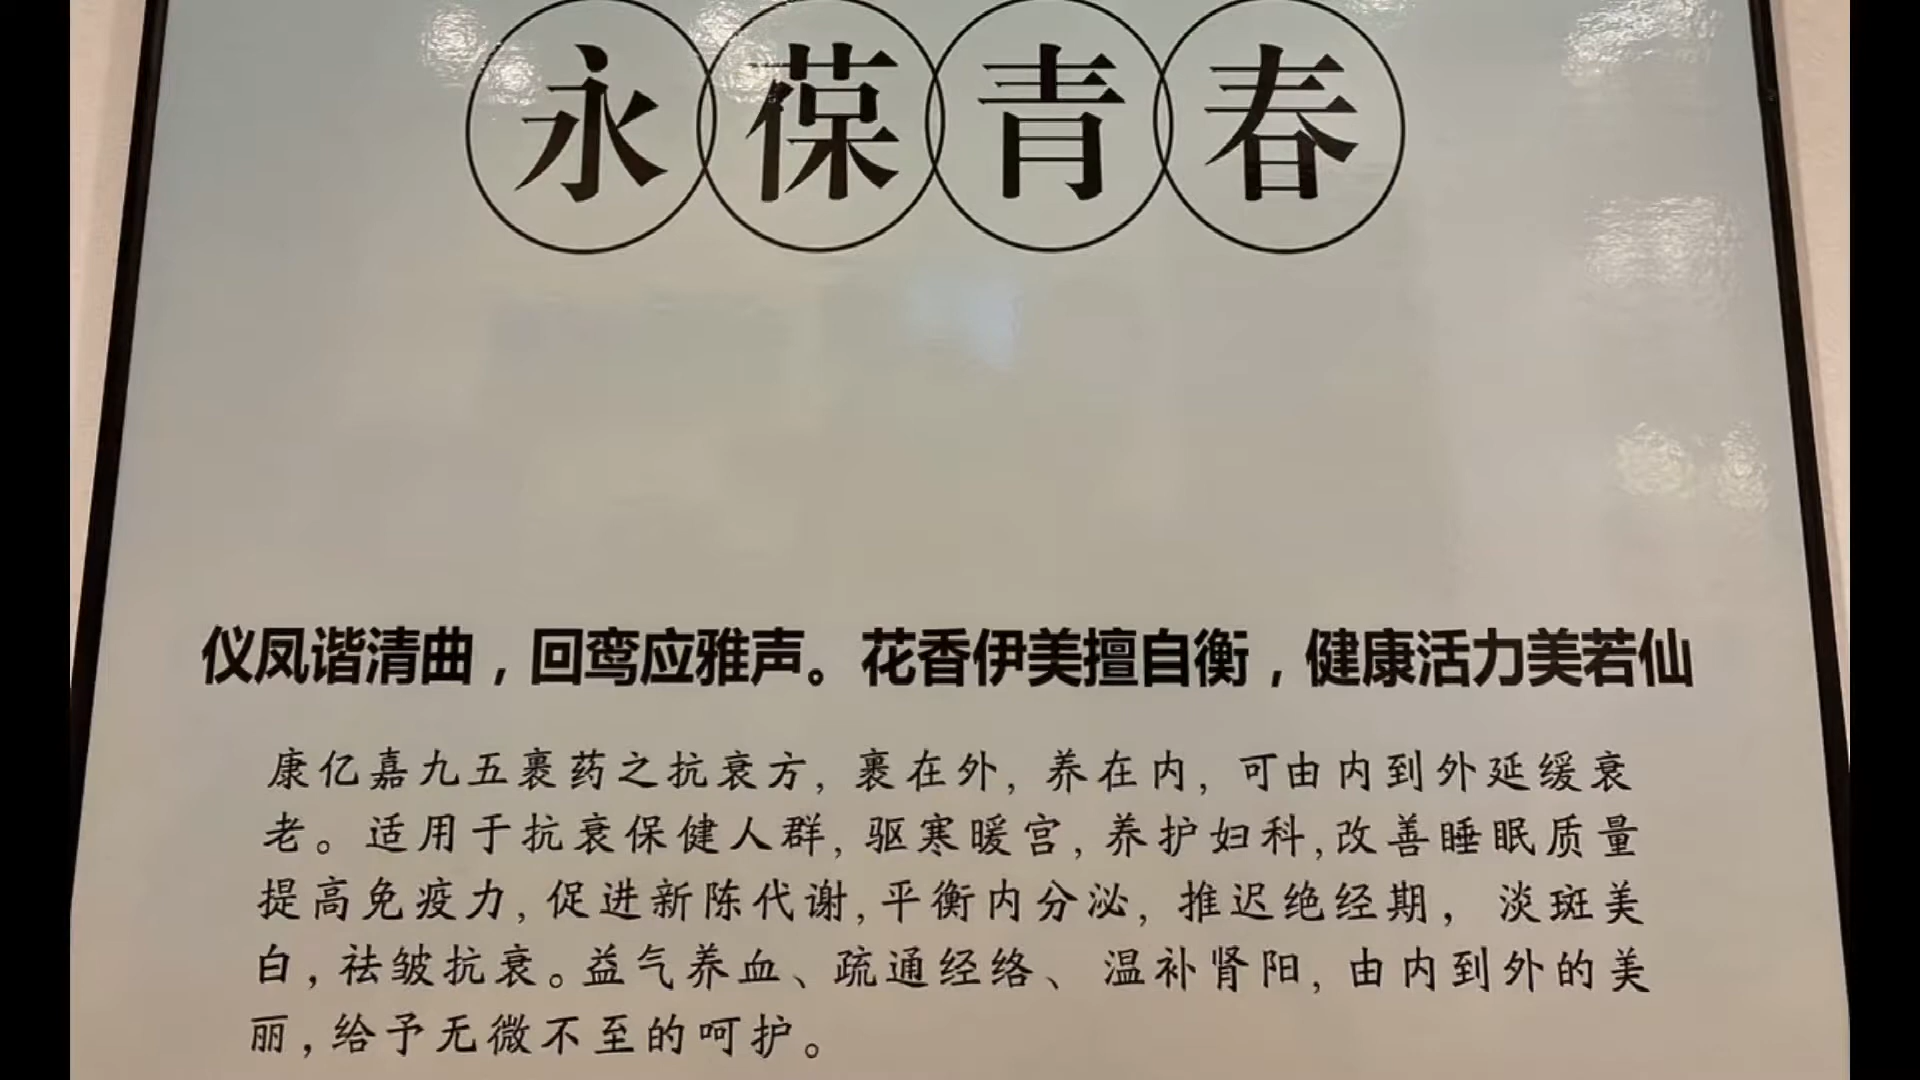 永葆青春
仪凤谐清曲，回鸾应雅声。花香伊美擅自衡，健康活力美若仙
康亿嘉九五裹药之抗衰方，裹在外，养在内，可由内到外延缓衰
老。适用于抗衰保健人群，驱寒暖宫，养护妇科，改善睡眠质量
提高免疫力，促进新陈代谢，平衡内分泌，推迟绝经期，淡斑美
白，祛皱抗衰。益气养血、疏通经络、温补肾阳，由内到外的美
丽，给予无微不至的呵护。